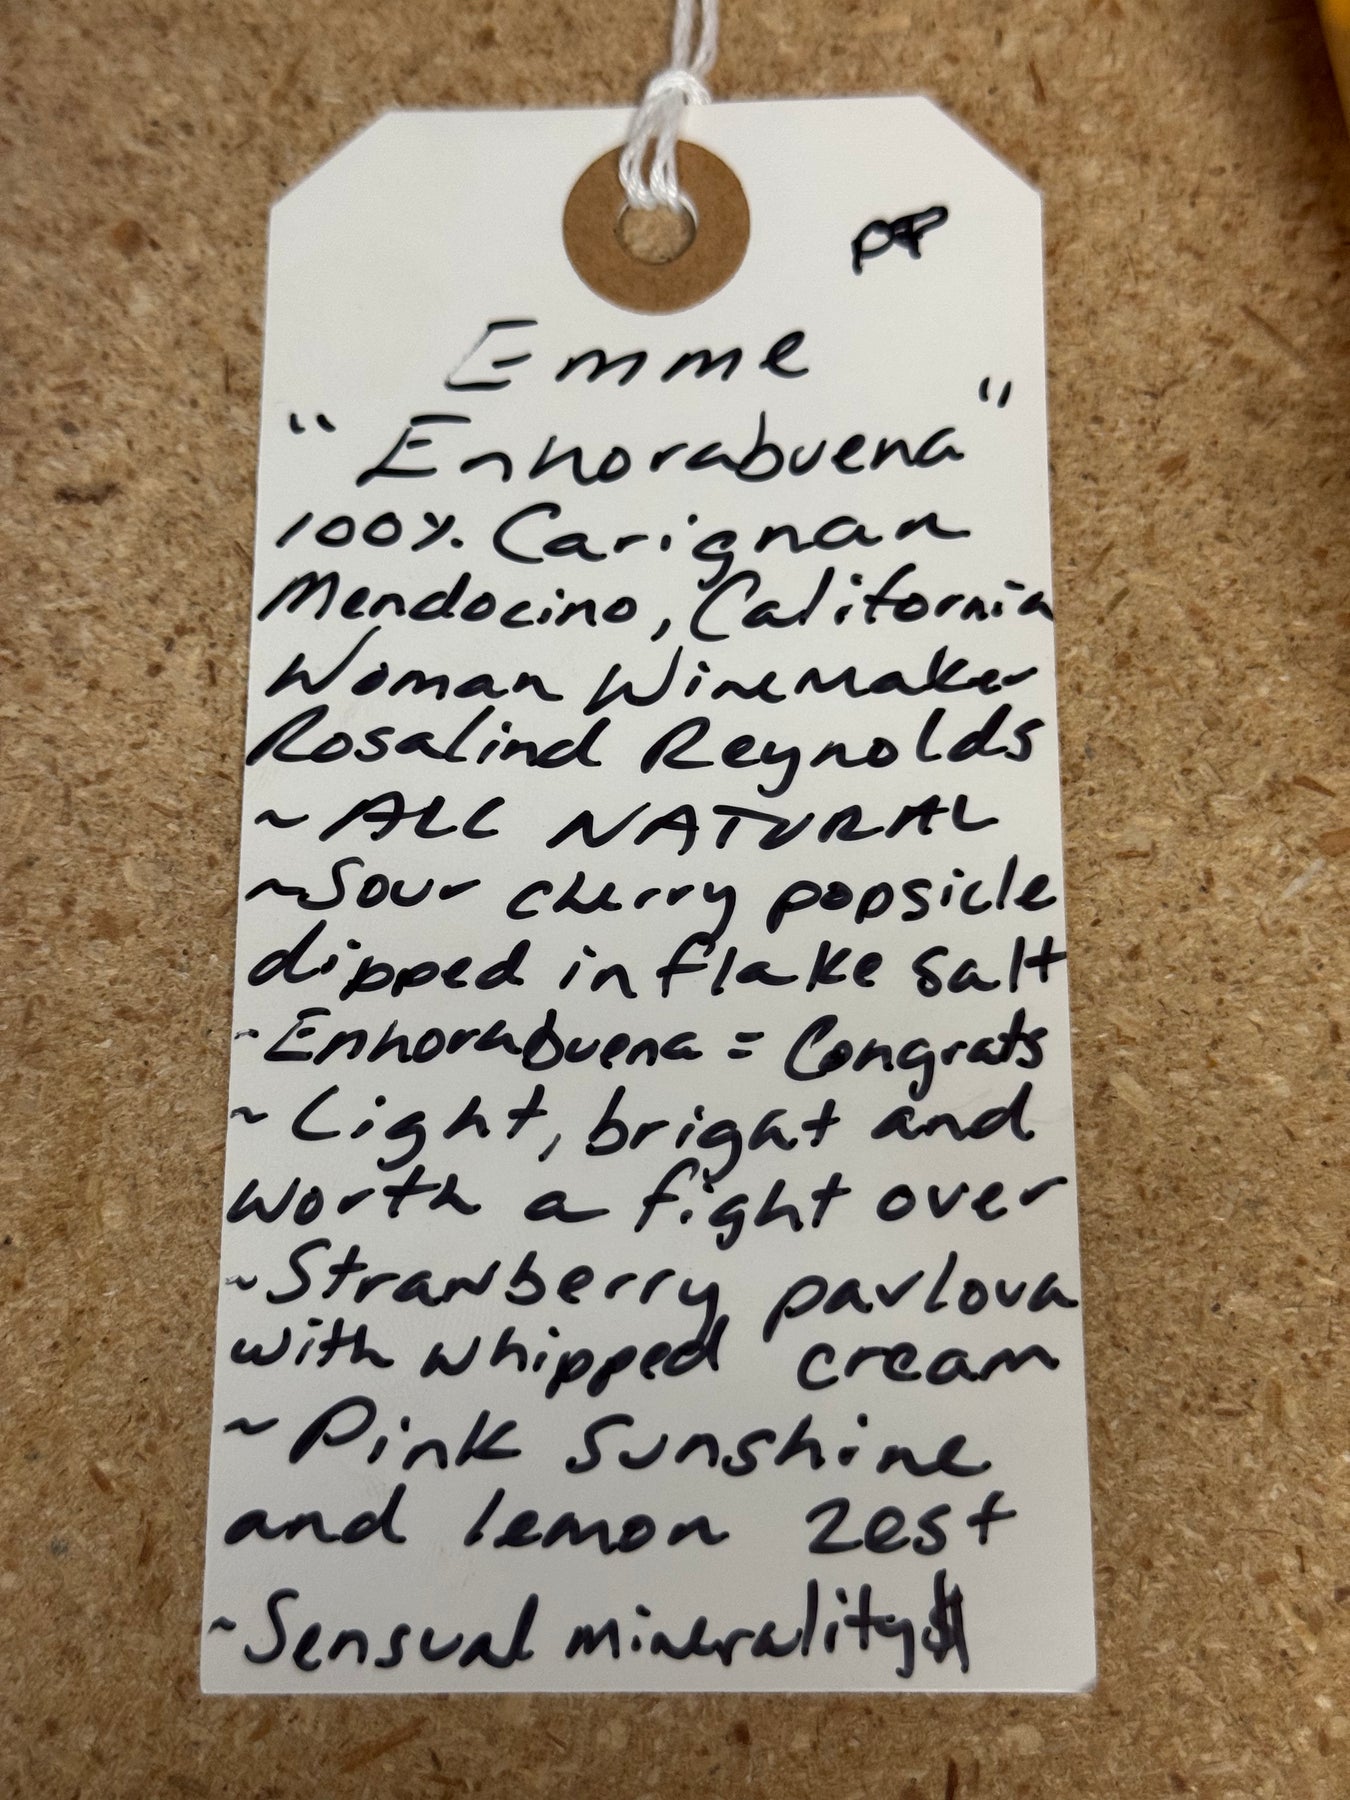 Emme
"Enhorabuena"
100% Carignan
Mendocino, California
Woman Winemaker
Rosalind Reynolds
~ ALL NATURAL
~Sour cherry popsicle
dipped in flake salt
~Enhorabuena = Congrats
~ Light, bright and
worth a fight over
~Strawberry pavlova
with whipped cream
~ Pink Sunshine
and lemon zest
~Sensual minerality